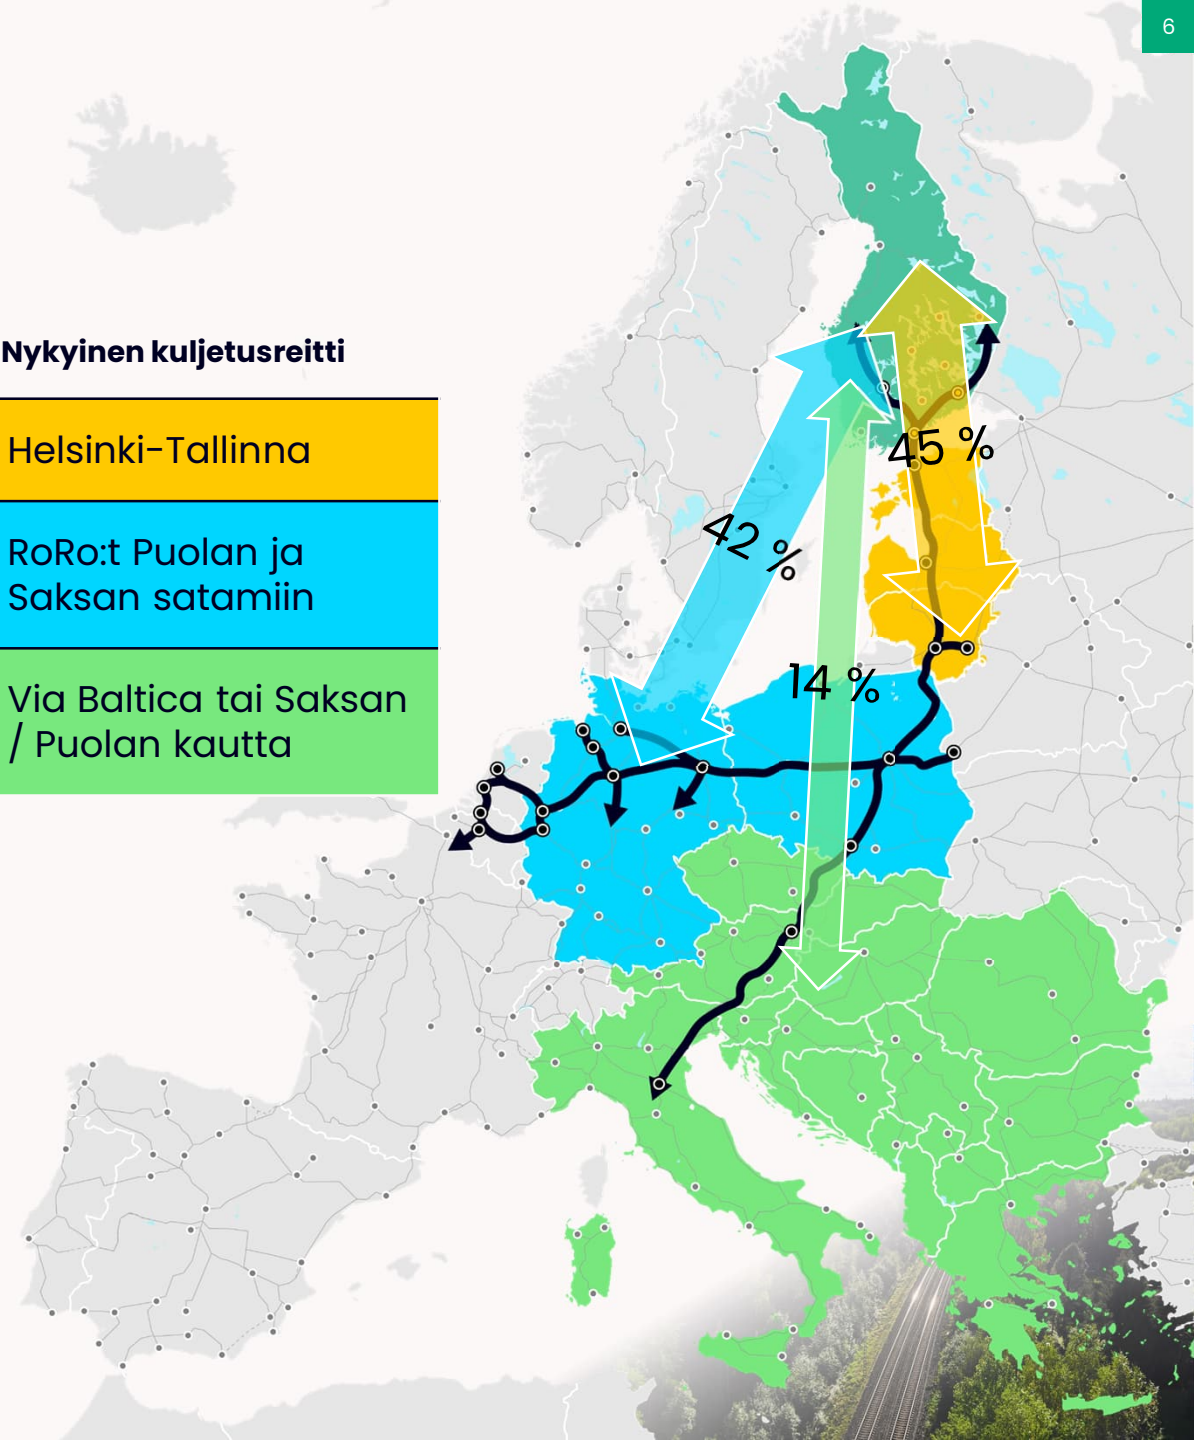 6
Nykyinen kuljetusreitti
Helsinki-Tallinna
RoRo:t Puolan ja
Saksan satamiin
Via Baltica tai Saksan
/ Puolan kautta
45 %
42 %
14 %